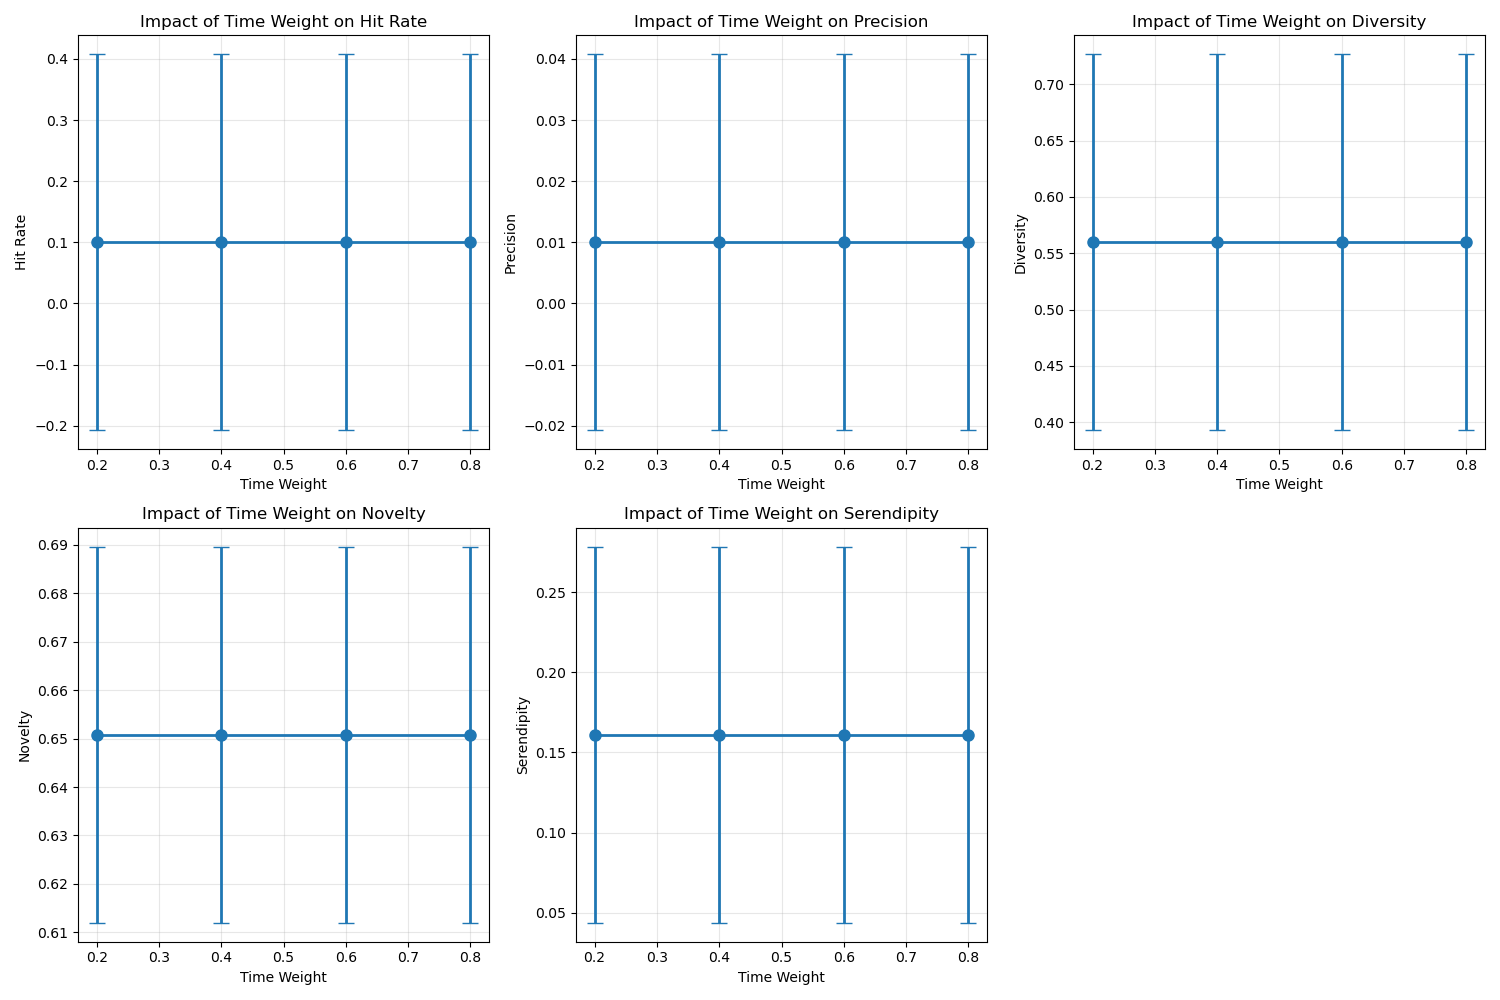 Impact of Time Weight on Hit Rate
Hit Rate
0.4
0.3
0.2
0.1
0.0
−0.1
−0.2
0.2 0.3 0.4 0.5 0.6 0.7 0.8
Time Weight
Impact of Time Weight on Precision
Precision
0.04
0.03
0.02
0.01
0.00
−0.01
−0.02
0.2 0.3 0.4 0.5 0.6 0.7 0.8
Time Weight
Impact of Time Weight on Diversity
Diversity
0.70
0.65
0.60
0.55
0.50
0.45
0.40
0.2 0.3 0.4 0.5 0.6 0.7 0.8
Time Weight
Impact of Time Weight on Novelty
Novelty
0.69
0.68
0.67
0.66
0.65
0.64
0.63
0.62
0.61
0.2 0.3 0.4 0.5 0.6 0.7 0.8
Time Weight
Impact of Time Weight on Serendipity
Serendipity
0.25
0.20
0.15
0.10
0.05
0.2 0.3 0.4 0.5 0.6 0.7 0.8
Time Weight